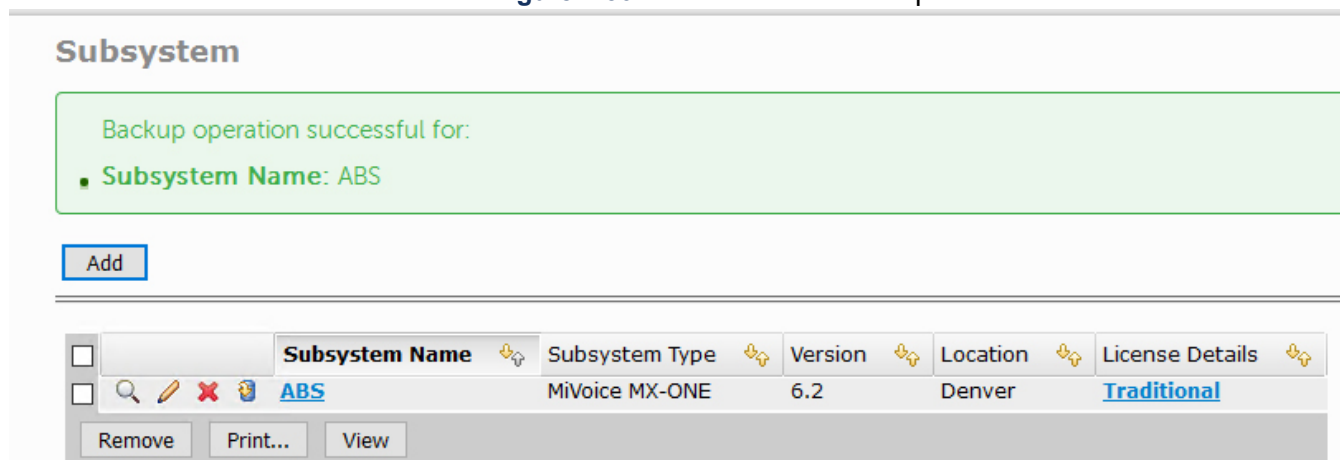 Subsystem
Backup operation successful for:
Subsystem Name: ABS
Add
Subsystem Name Subsystem Type Version Location License Details
ABS MiVoice MX-ONE 6.2 Denver Traditional
Remove Print... View